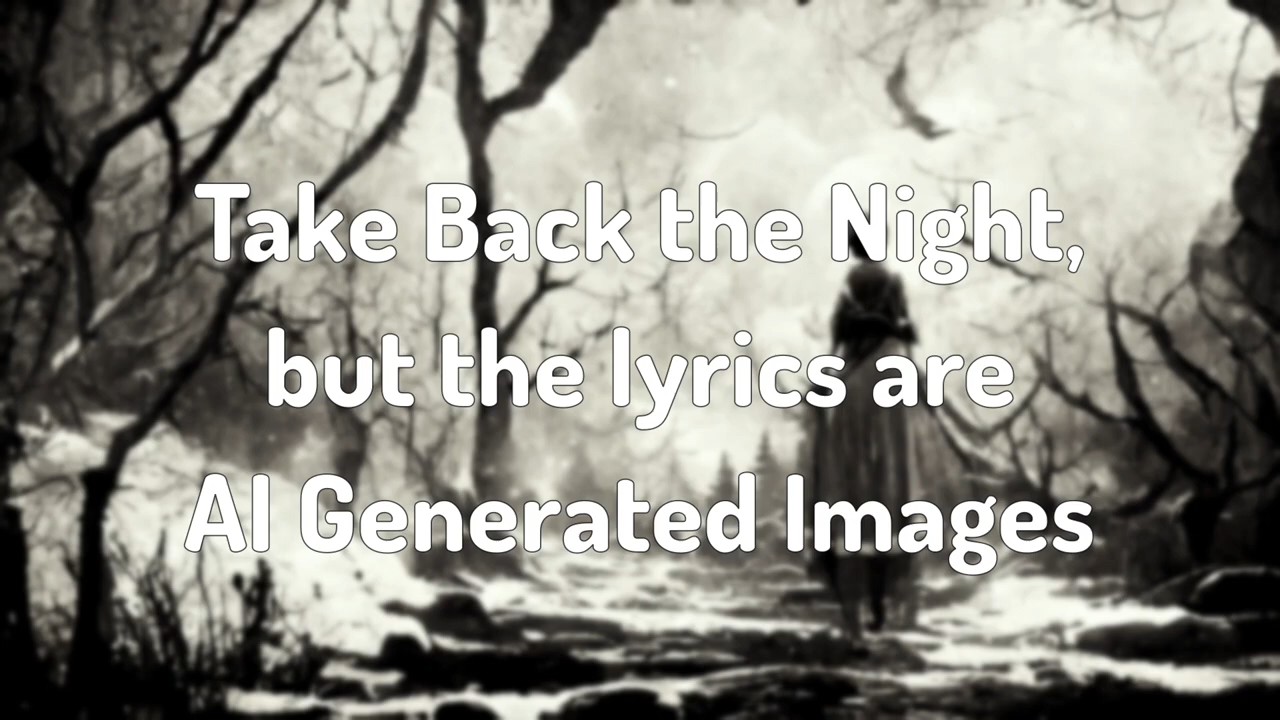 Take Back the Night,
but the lyrics are
AI Generated Images